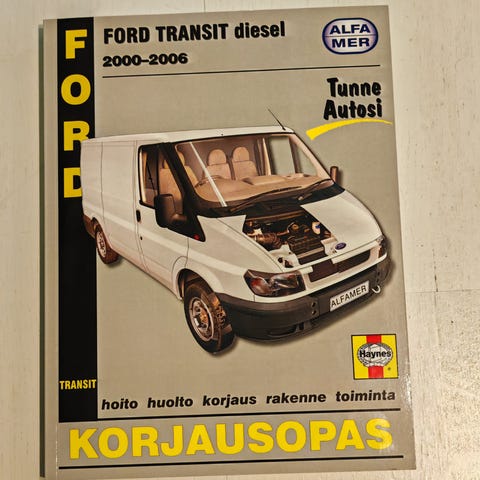 FORD
FORD TRANSIT diesel
2000-2006
ALFA
MER
Tunne
Autosi
ALFAMER
Haynes
TRANSIT
hoito huolto korjaus rakenne toiminta
KORJAUSOPAS